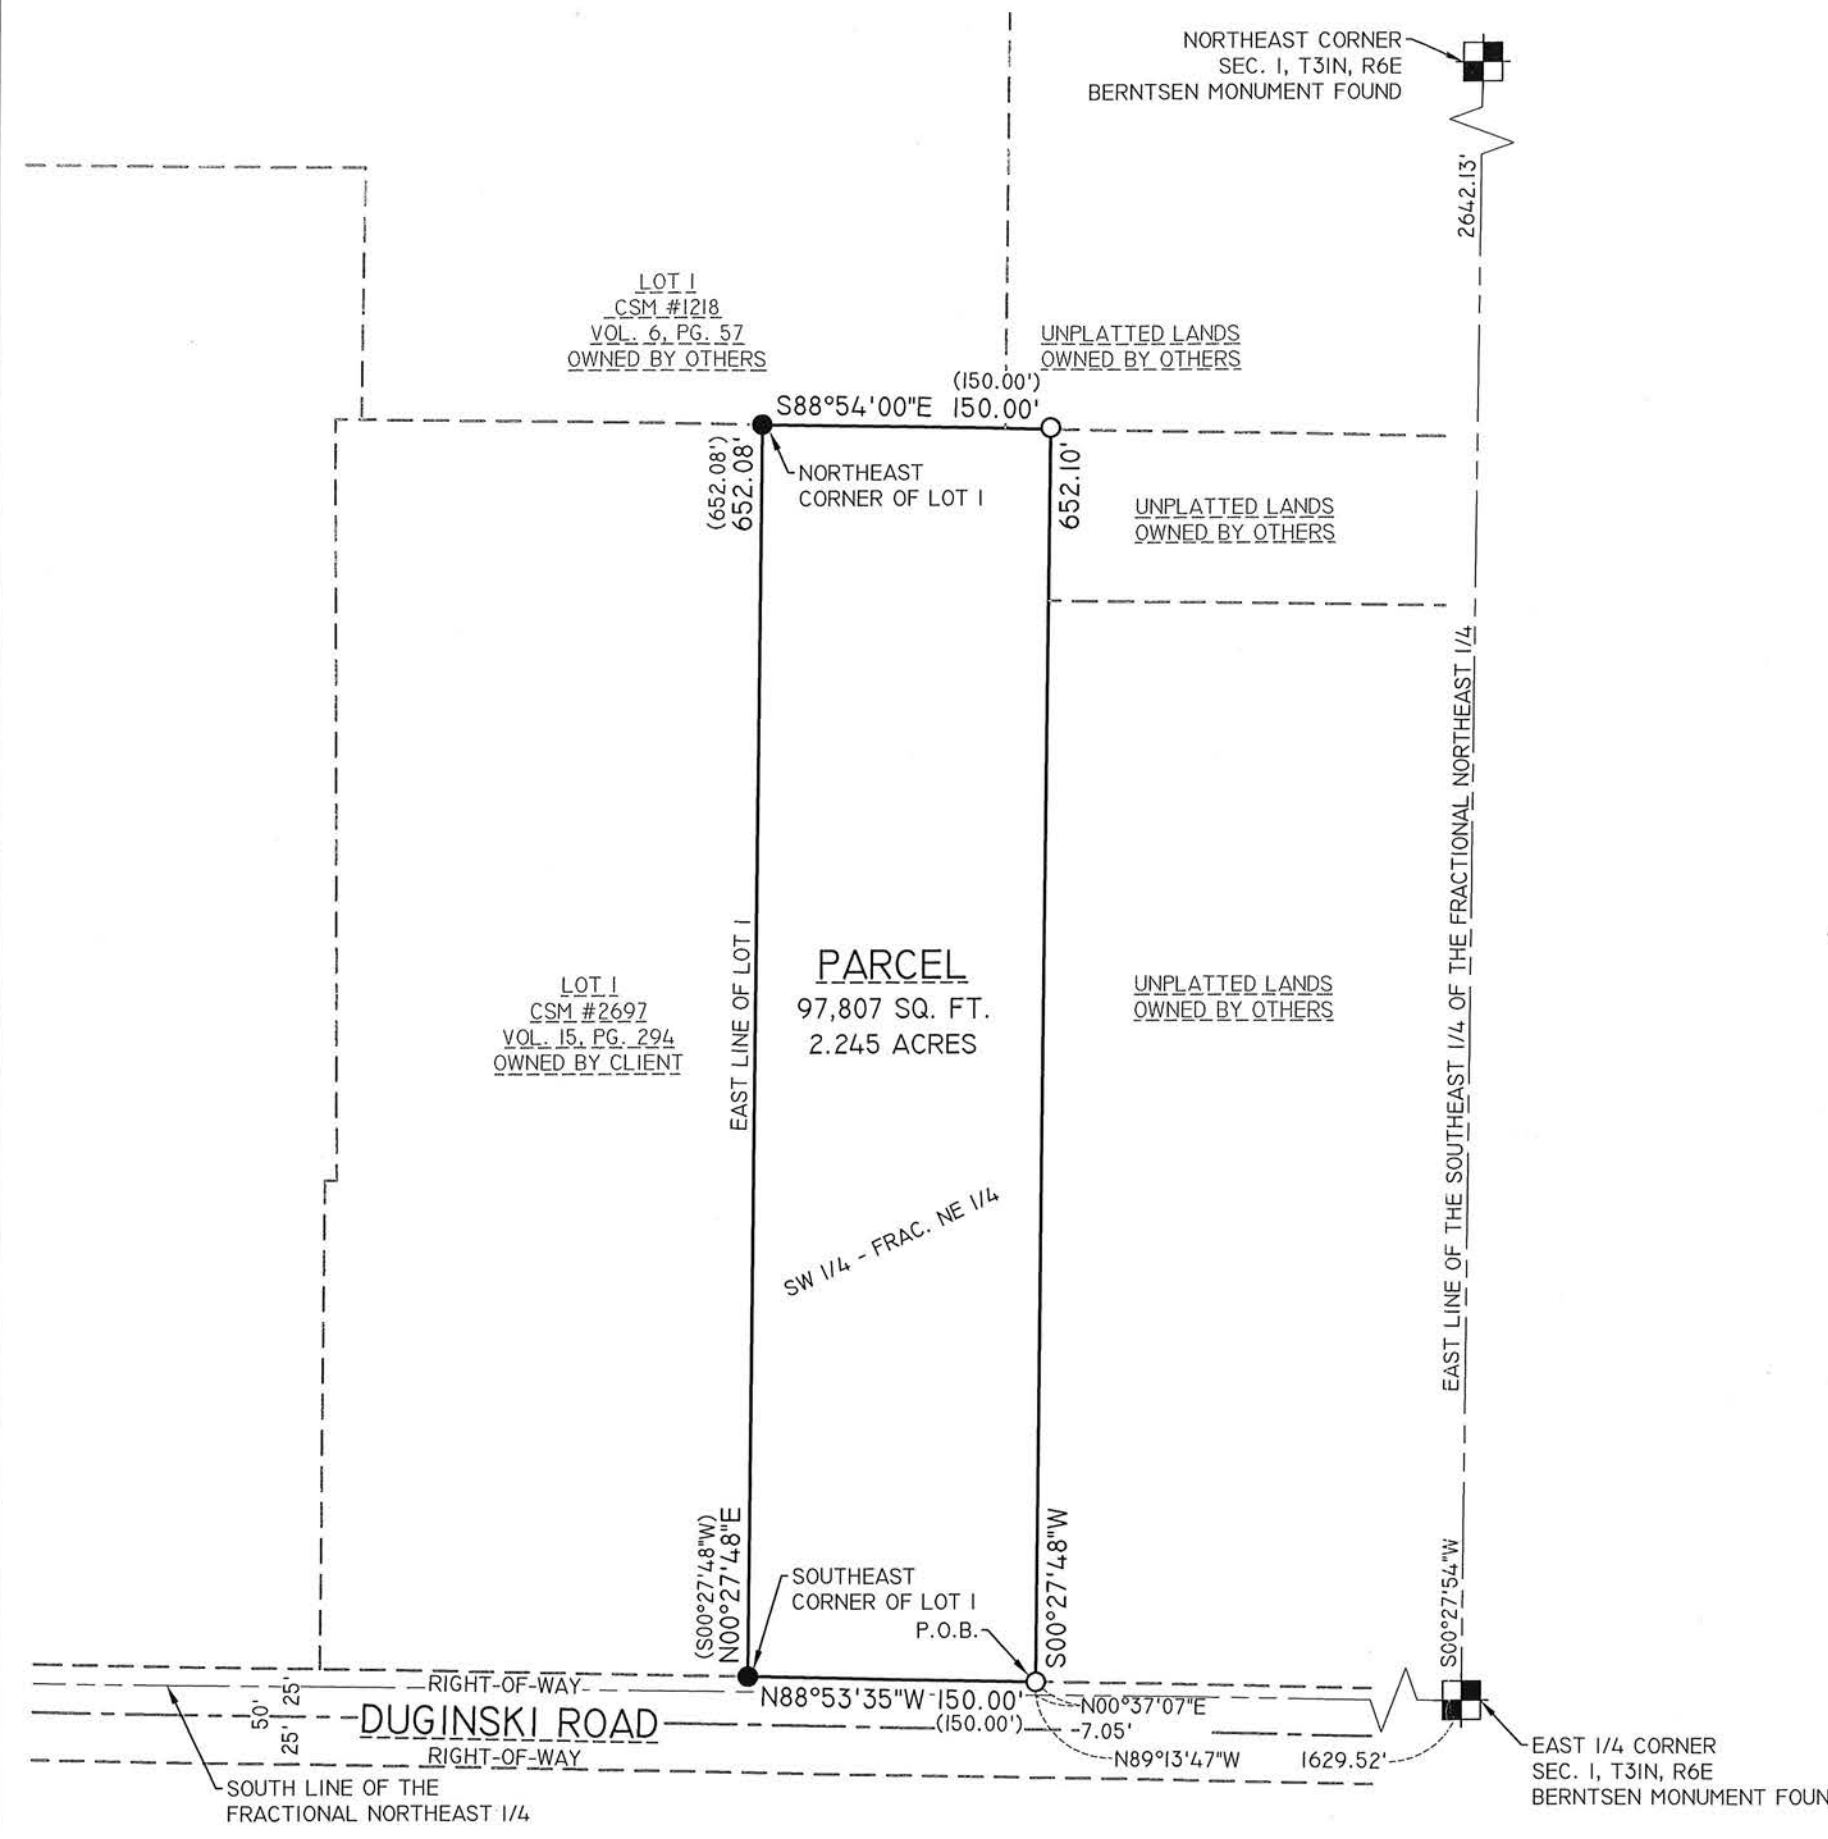 NORTHEAST CORNER
SEC. 1, T31N, R6E
BERNTSEN MONUMENT FOUND
2642.13'
LOT 1
CSM #1218
VOL. 6, PG. 57
OWNED BY OTHERS
UNPLATTED LANDS
OWNED BY OTHERS
(150.00')
S88°54'00"E 150.00'
(652.08')
652.08'
NORTHEAST
CORNER OF LOT 1
652.10'
UNPLATTED LANDS
OWNED BY OTHERS
EAST LINE OF THE SOUTHEAST 1/4 OF THE FRACTIONAL NORTHEAST 1/4
EAST LINE OF LOT 1
PARCEL
97,807 SQ. FT.
2.245 ACRES
LOT 1
CSM #2697
VOL. 15, PG. 294
OWNED BY CLIENT
UNPLATTED LANDS
OWNED BY OTHERS
SW 1/4 - FRAC. NE 1/4
(S00°27'48"W)
N00°27'48"E
SOUTHEAST
CORNER OF LOT 1
P.O.B.
S00°27'48"W
S00°27'54"W
RIGHT-OF-WAY
N88°53'35"W 150.00'
(150.00')
N00°37'07"E
7.05'
50'
25'
25'
DUGINSKI ROAD
RIGHT-OF-WAY
N89°13'47"W 1629.52'
EAST 1/4 CORNER
SEC. 1, T31N, R6E
BERNTSEN MONUMENT FOUN
SOUTH LINE OF THE
FRACTIONAL NORTHEAST 1/4